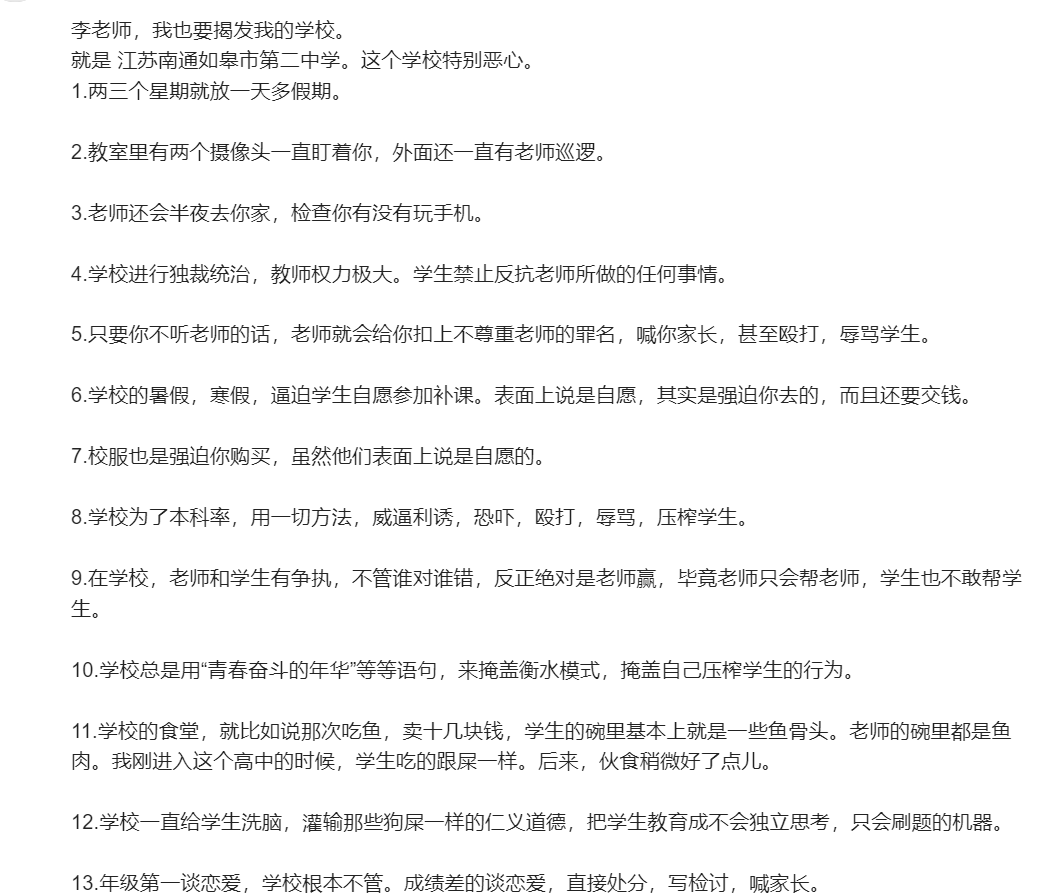 李老师，我也要揭发我的学校。
就是 江苏南通如皋市第二中学。这个学校特别恶心。
1.两三个星期就放一天多假期。
2.教室里有两个摄像头一直盯着你，外面还一直有老师巡逻。
3.老师还会半夜去你家，检查你有没有玩手机。
4.学校进行独裁统治，教师权力极大。学生禁止反抗老师所做的任何事情。
5.只要你不听老师的话，老师就会给你扣上不尊重老师的罪名，喊你家长，甚至殴打，辱骂学生。
6.学校的暑假，寒假，逼迫学生自愿参加补课。表面上说是自愿，其实是强迫你去的，而且还要交钱。
7.校服也是强迫你购买，虽然他们表面上说是自愿的。
8.学校为了本科率，用一切方法，威逼利诱，恐吓，殴打，辱骂，压榨学生。
9.在学校，老师和学生有争执，不管谁对谁错，反正绝对是老师赢，毕竟老师只会帮老师，学生也不敢帮学
生。
10.学校总是用“青春奋斗的年华”等等语句，来掩盖衡水模式，掩盖自己压榨学生的行为。
11.学校的食堂，就比如说那次吃鱼，卖十几块钱，学生的碗里基本上就是一些鱼骨头。老师的碗里都是鱼
肉。我刚进入这个高中的时候，学生吃的跟屎一样。后来，伙食稍微好了点儿。
12.学校一直给学生洗脑，灌输那些狗屎一样的仁义道德，把学生教育成不会独立思考，只会刷题的机器。
13.年级第一谈恋爱，学校根本不管。成绩差的谈恋爱，直接处分，写检讨，喊家长。